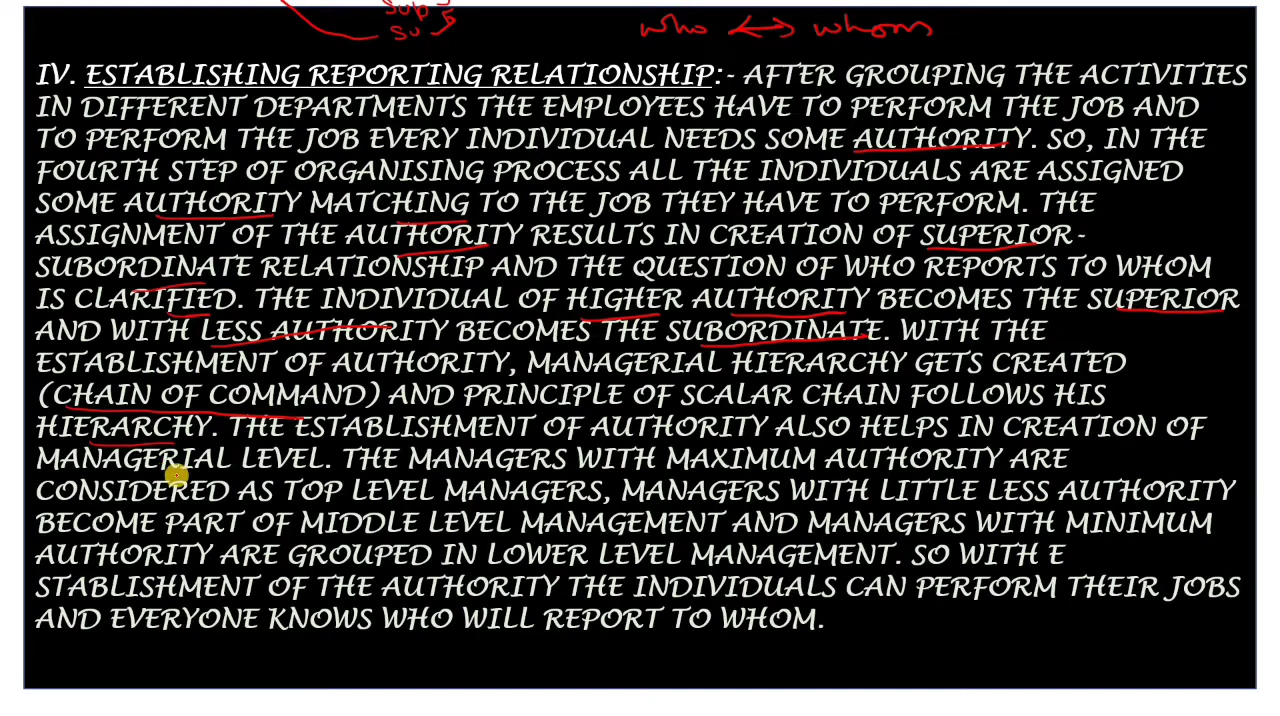 sub s
su
who ↔ whom
IV. ESTABLISHING REPORTING RELATIONSHIP:- AFTER GROUPING THE ACTIVITIES
IN DIFFERENT DEPARTMENTS THE EMPLOYEES HAVE TO PERFORM THE JOB AND
TO PERFORM THE JOB EVERY INDIVIDUAL NEEDS SOME AUTHORITY. SO, IN THE
FOURTH STEP OF ORGANISING PROCESS ALL THE INDIVIDUALS ARE ASSIGNED
SOME AUTHORITY MATCHING TO THE JOB THEY HAVE TO PERFORM. THE
ASSIGNMENT OF THE AUTHORITY RESULTS IN CREATION OF SUPERIOR-
SUBORDINATE RELATIONSHIP AND THE QUESTION OF WHO REPORTS TO WHOM
IS CLARIFIED. THE INDIVIDUAL OF HIGHER AUTHORITY BECOMES THE SUPERIOR
AND WITH LESS AUTHORITY BECOMES THE SUBORDINATE. WITH THE
ESTABLISHMENT OF AUTHORITY, MANAGERIAL HIERARCHY GETS CREATED
(CHAIN OF COMMAND) AND PRINCIPLE OF SCALAR CHAIN FOLLOWS HIS
HIERARCHY. THE ESTABLISHMENT OF AUTHORITY ALSO HELPS IN CREATION OF
MANAGERIAL LEVEL. THE MANAGERS WITH MAXIMUM AUTHORITY ARE
CONSIDERED AS TOP LEVEL MANAGERS, MANAGERS WITH LITTLE LESS AUTHORITY
BECOME PART OF MIDDLE LEVEL MANAGEMENT AND MANAGERS WITH MINIMUM
AUTHORITY ARE GROUPED IN LOWER LEVEL MANAGEMENT. SO WITH E
STABLISHMENT OF THE AUTHORITY THE INDIVIDUALS CAN PERFORM THEIR JOBS
AND EVERYONE KNOWS WHO WILL REPORT TO WHOM.